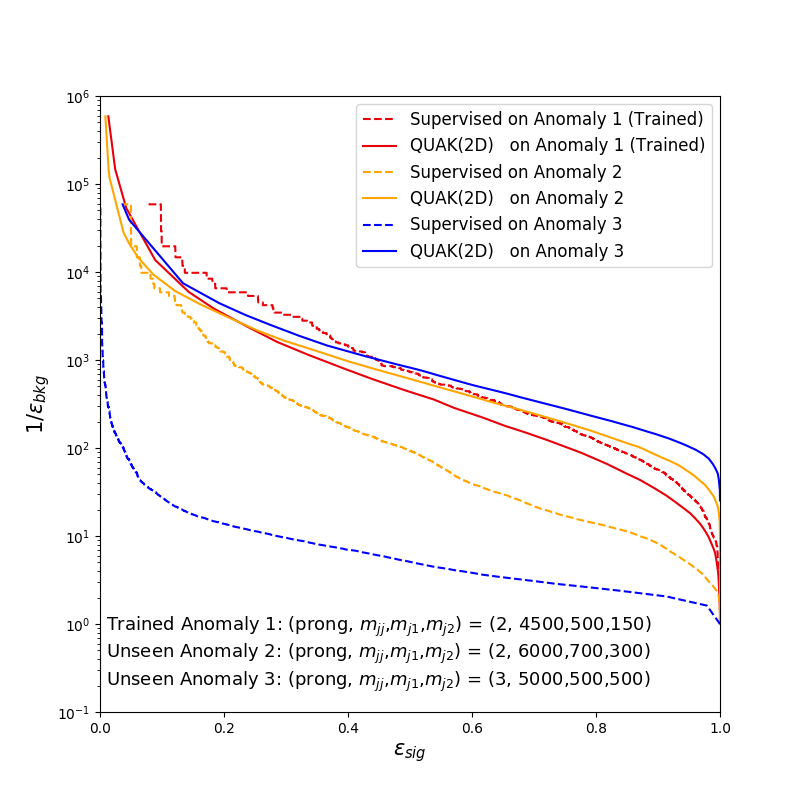 10^6
10^5
10^4
10^3
10^2
10^1
10^0
10^-1
1/ε_bkg
Supervised on Anomaly 1 (Trained)
QUAK(2D) on Anomaly 1 (Trained)
Supervised on Anomaly 2
QUAK(2D) on Anomaly 2
Supervised on Anomaly 3
QUAK(2D) on Anomaly 3
Trained Anomaly 1: (prong, m_jj,m_j1,m_j2) = (2, 4500,500,150)
Unseen Anomaly 2: (prong, m_jj,m_j1,m_j2) = (2, 6000,700,300)
Unseen Anomaly 3: (prong, m_jj,m_j1,m_j2) = (3, 5000,500,500)
0.0 0.2 0.4 0.6 0.8 1.0
ε_sig